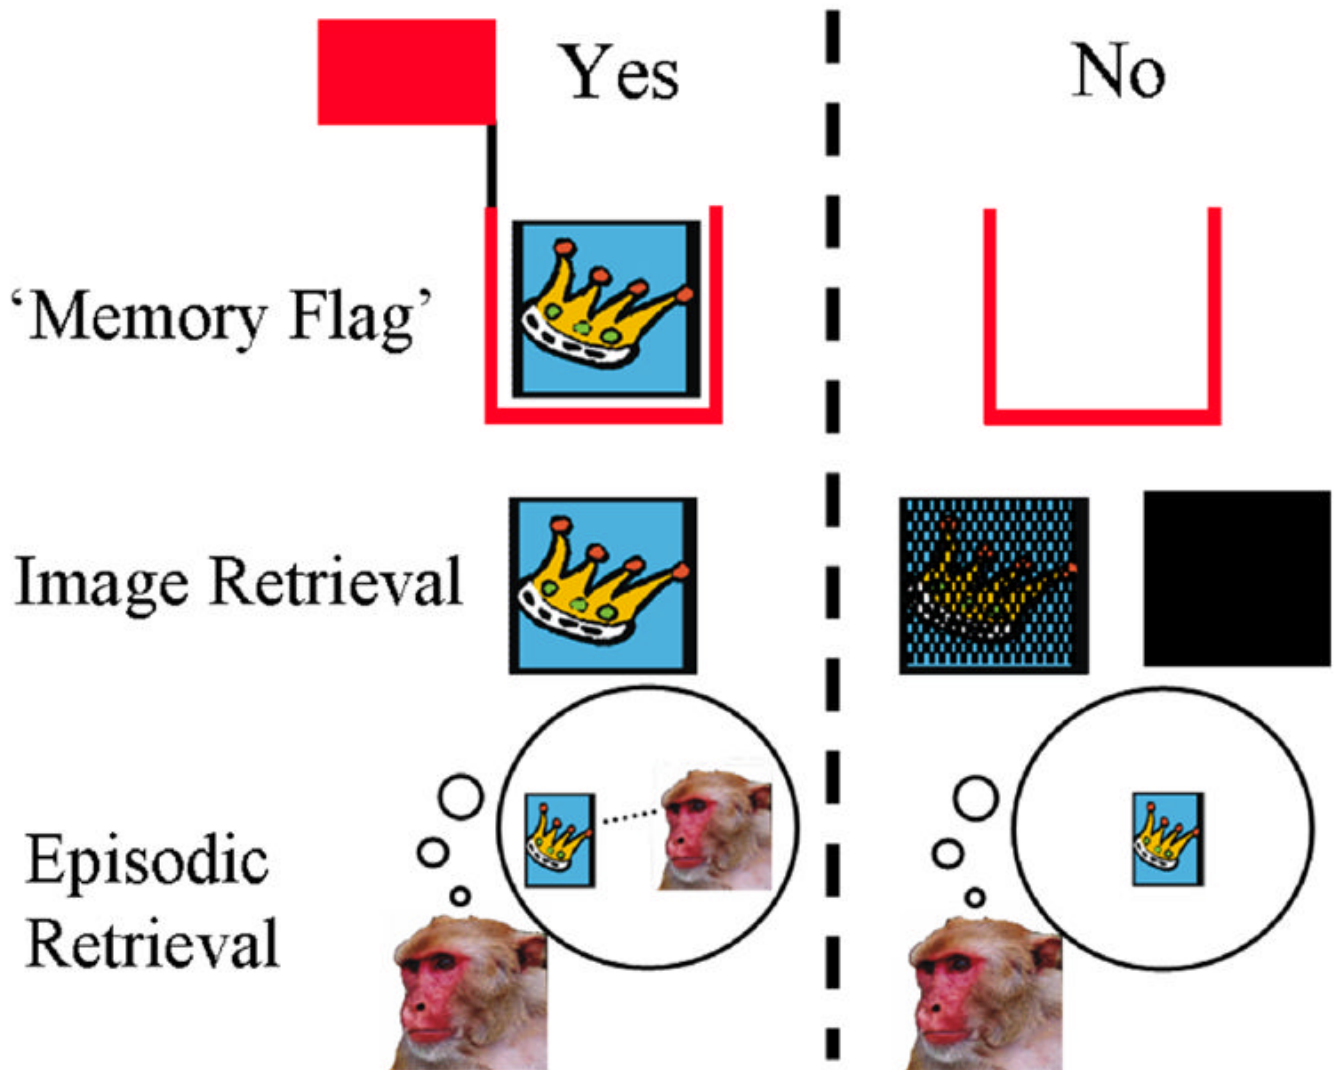 Yes
No
‘Memory Flag’
Image Retrieval
Episodic
Retrieval